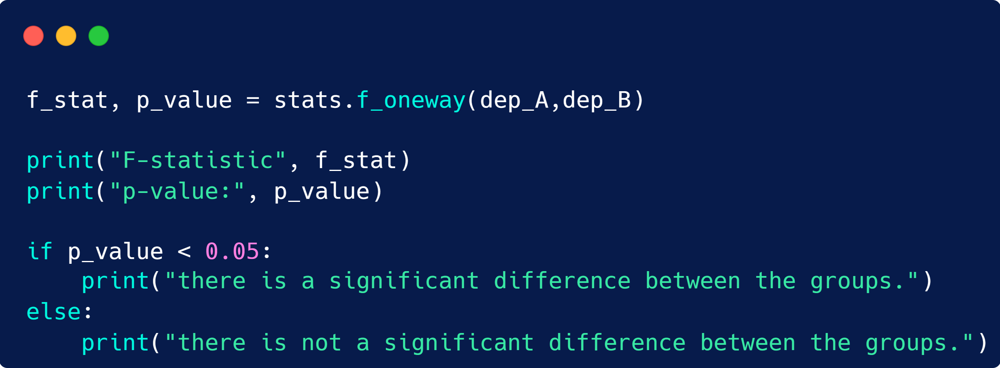 f_stat, p_value = stats.f_oneway(dep_A,dep_B)
print("F-statistic", f_stat)
print("p-value:", p_value)
if p_value < 0.05:
    print("there is a significant difference between the groups.")
else:
    print("there is not a significant difference between the groups.")